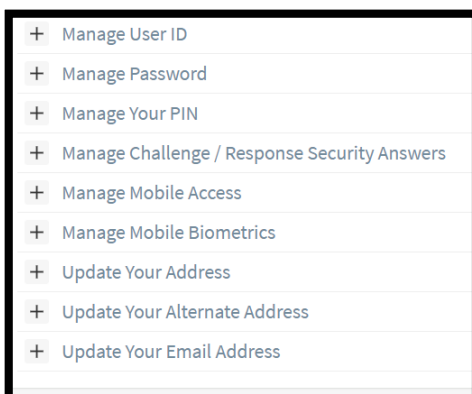 + Manage User ID
+ Manage Password
+ Manage Your PIN
+ Manage Challenge / Response Security Answers
+ Manage Mobile Access
+ Manage Mobile Biometrics
+ Update Your Address
+ Update Your Alternate Address
+ Update Your Email Address